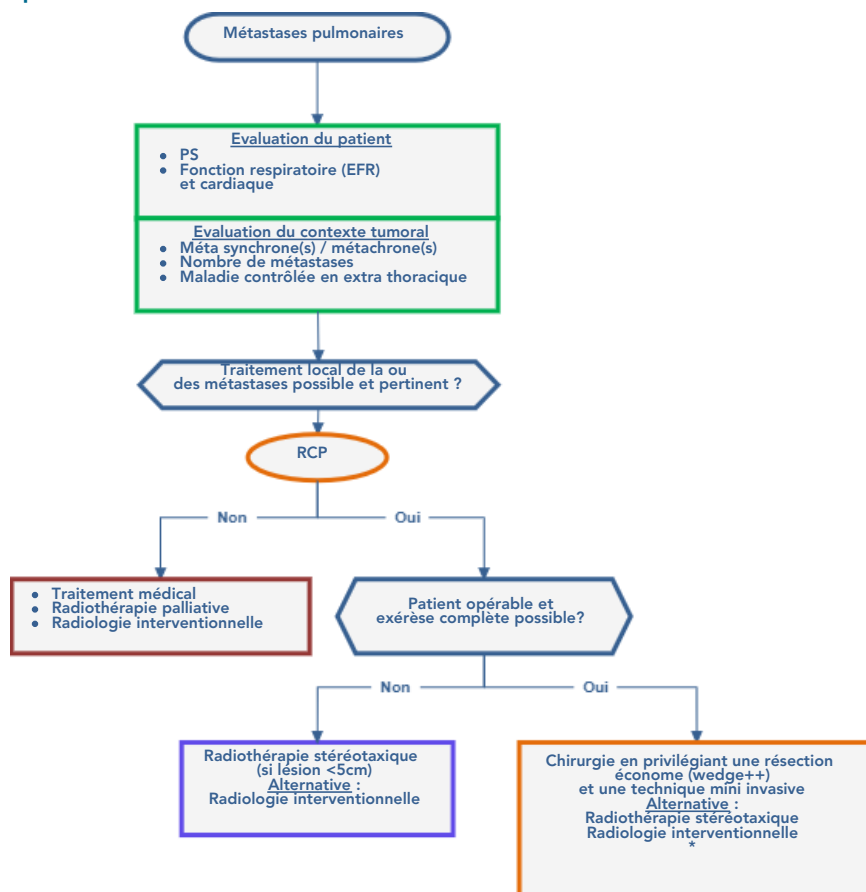 Métastases pulmonaires
Evaluation du patient
• PS
• Fonction respiratoire (EFR)
et cardiaque
Evaluation du contexte tumoral
• Méta synchrone(s) / métachrone(s)
• Nombre de métastases
• Maladie contrôlée en extra thoracique
Traitement local de la ou
des métastases possible et pertinent ?
RCP
Non
Oui
• Traitement médical
• Radiothérapie palliative
• Radiologie interventionnelle
Patient opérable et
exérèse complète possible?
Non
Oui
Radiothérapie stéréotaxique
(si lésion <5cm)
Alternative :
Radiologie interventionnelle
Chirurgie en privilégiant une résection
économe (wedge++)
et une technique mini invasive
Alternative :
Radiothérapie stéréotaxique
Radiologie interventionnelle
*